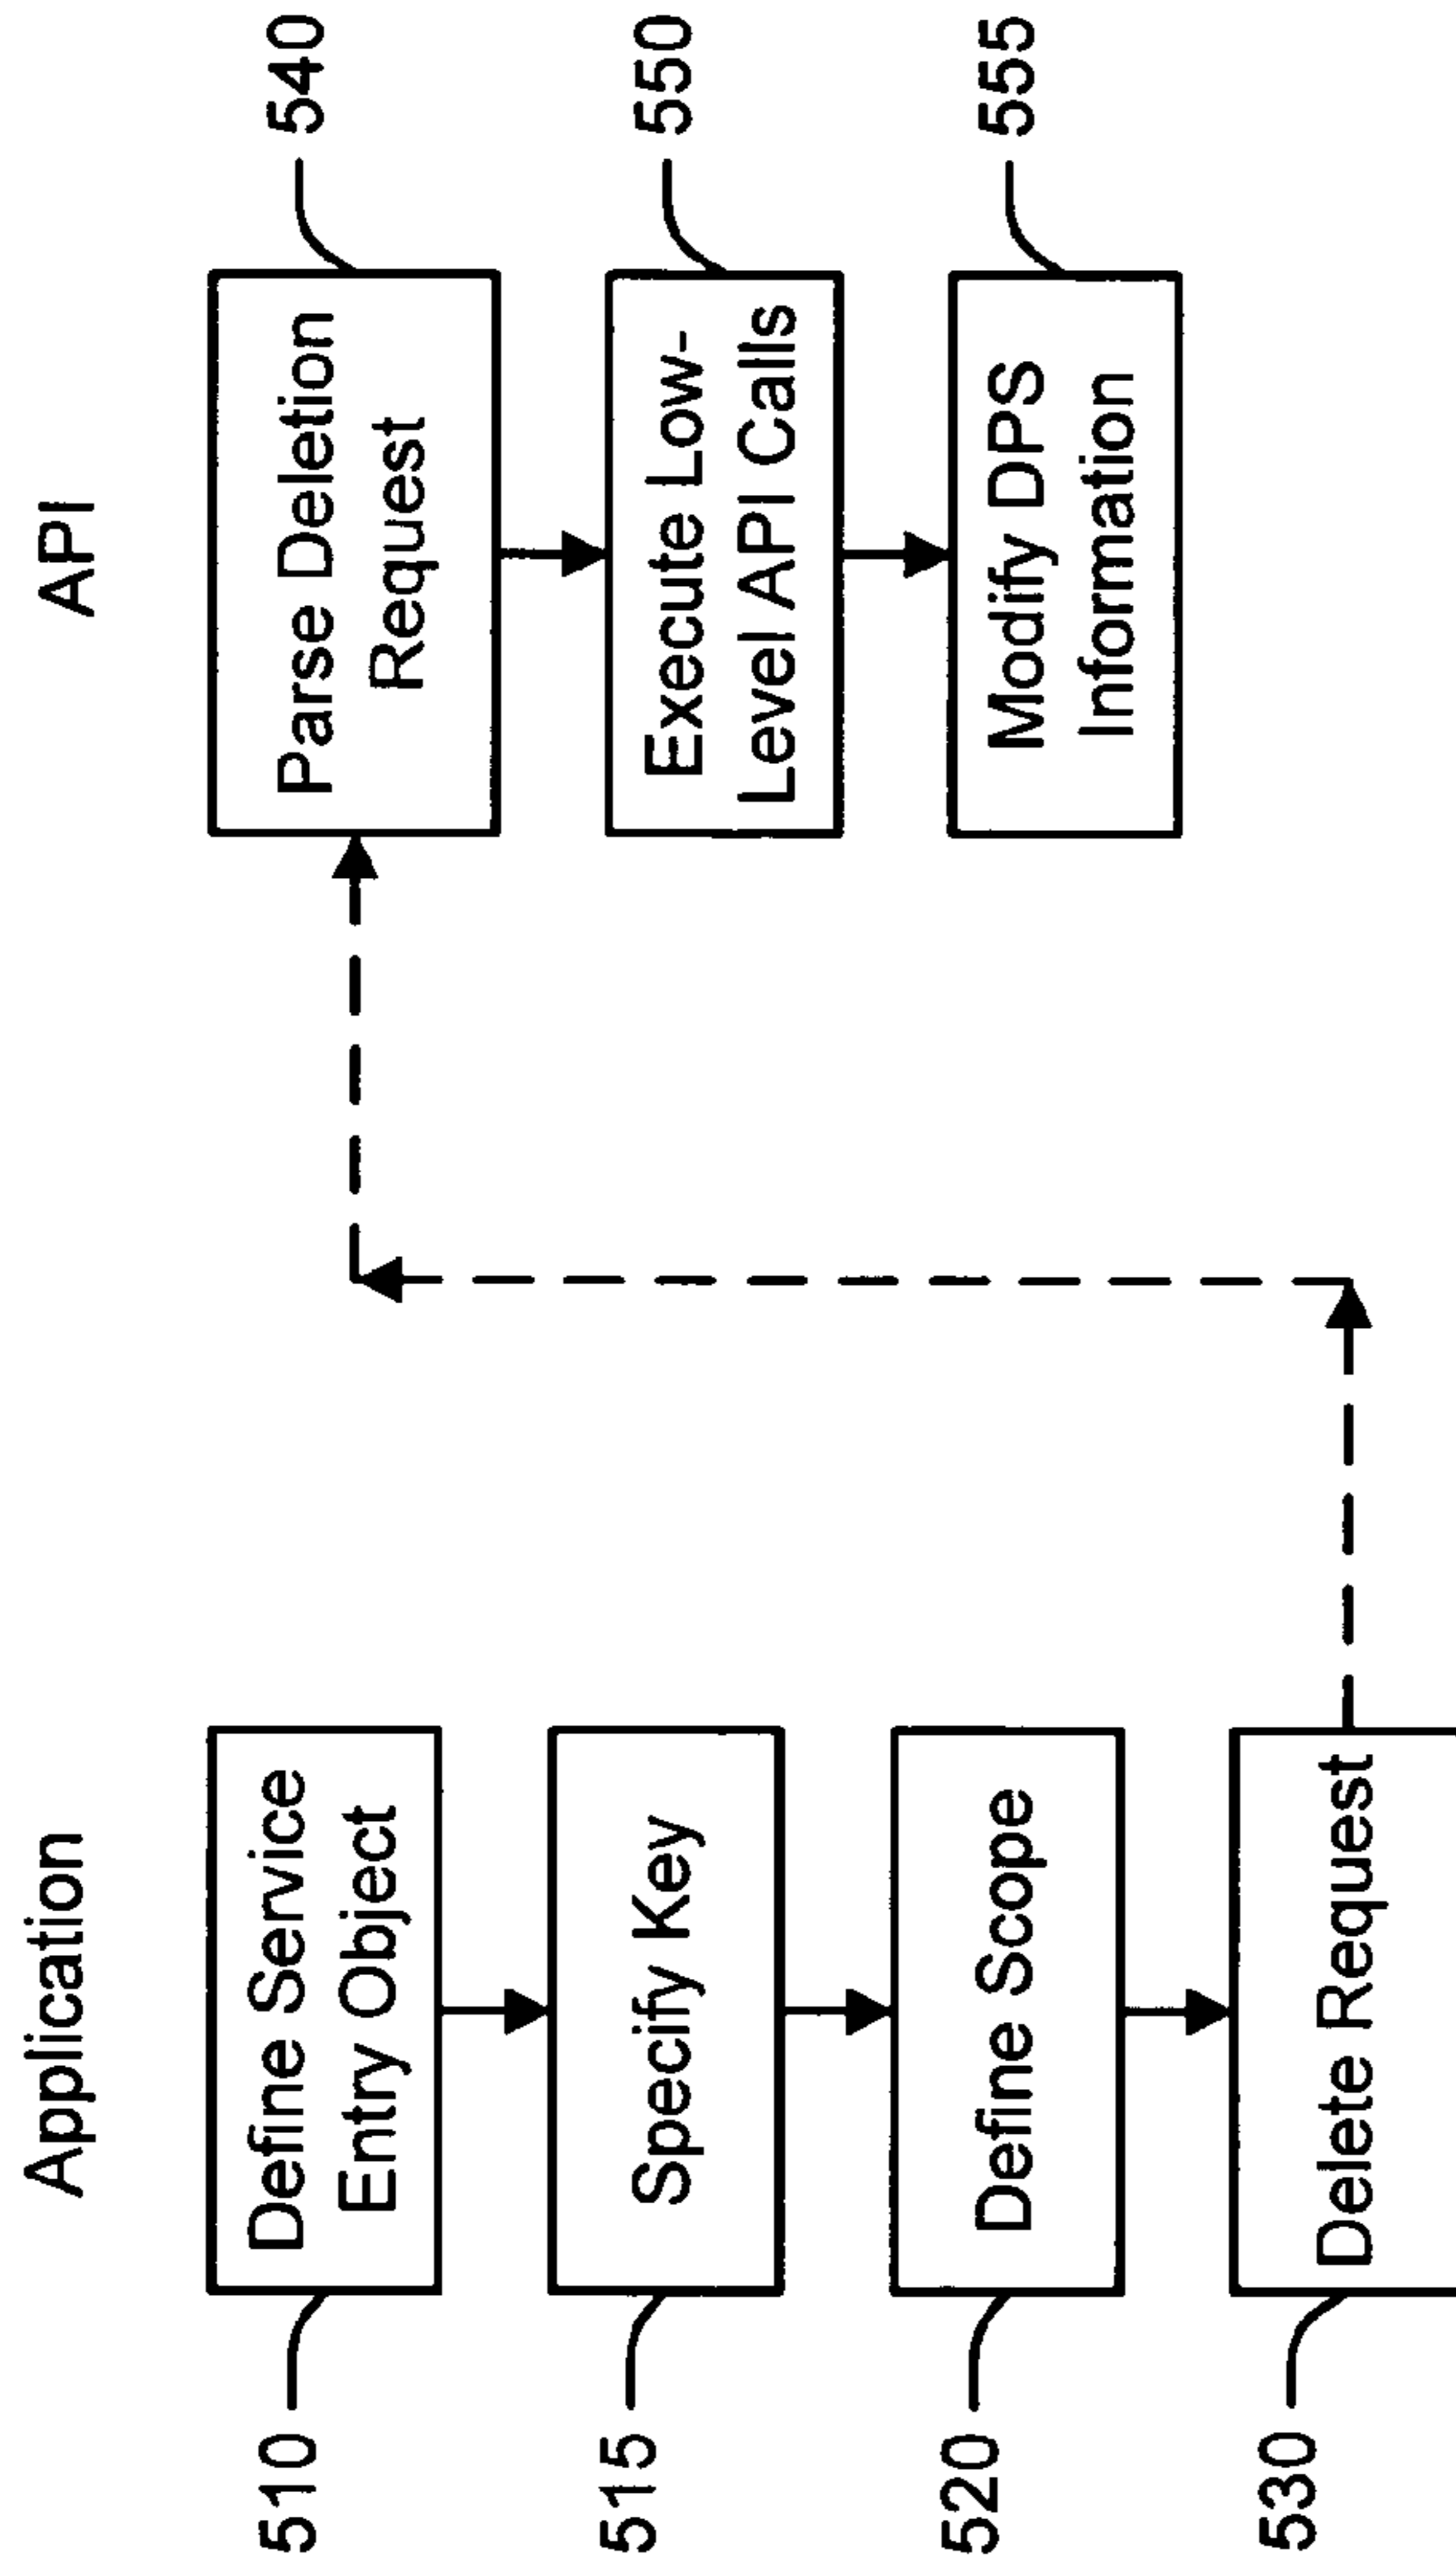 Application
510
Define Service
Entry Object
515
Specify Key
520
Define Scope
530
Delete Request
API
Parse Deletion
Request
540
Execute Low-
Level API Calls
550
Modify DPS
Information
555